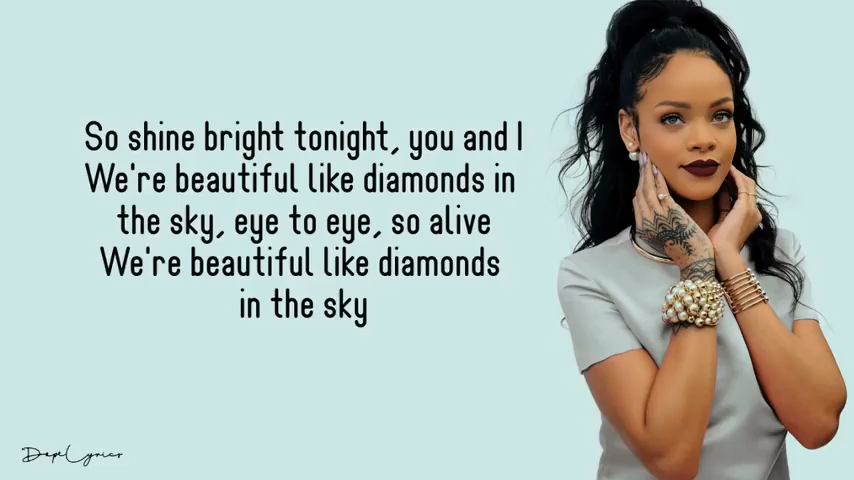 So shine bright tonight, you and I
We're beautiful like diamonds in
the sky, eye to eye, so alive
We're beautiful like diamonds
in the sky
DopeLyrics